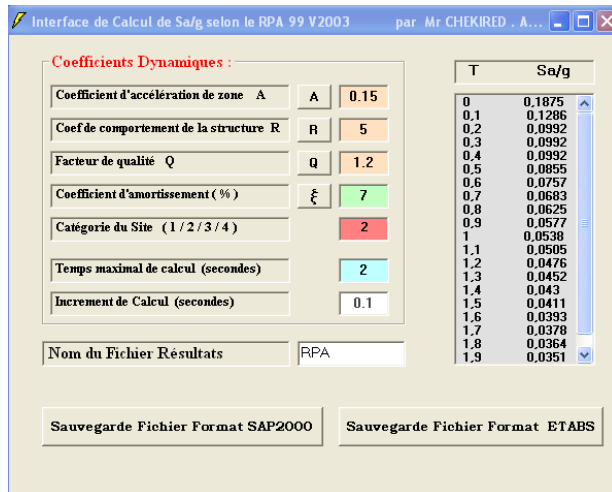 Interface de Calcul de Sa/g selon le RPA 99 V2003 par Mr CHEKIRED . A...
Coefficients Dynamiques :
Coefficient d'accélération de zone A A 0.15
Coef de comportement de la structure R R 5
Facteur de qualité Q Q 1.2
Coefficient d'amortissement ( % ) ξ 7
Catégorie du Site ( 1 / 2 / 3 / 4 ) 2
Temps maximal de calcul (secondes) 2
Increment de Calcul (secondes) 0.1
Nom du Fichier Résultats RPA
T Sa/g
0 0,1875
0,1 0,1286
0,2 0,0992
0,3 0,0992
0,4 0,0992
0,5 0,0855
0,6 0,0757
0,7 0,0683
0,8 0,0625
0,9 0,0577
1 0,0538
1,1 0,0505
1,2 0,0476
1,3 0,0452
1,4 0,043
1,5 0,0411
1,6 0,0393
1,7 0,0378
1,8 0,0364
1,9 0,0351
Sauvegarde Fichier Format SAP2000
Sauvegarde Fichier Format ETABS